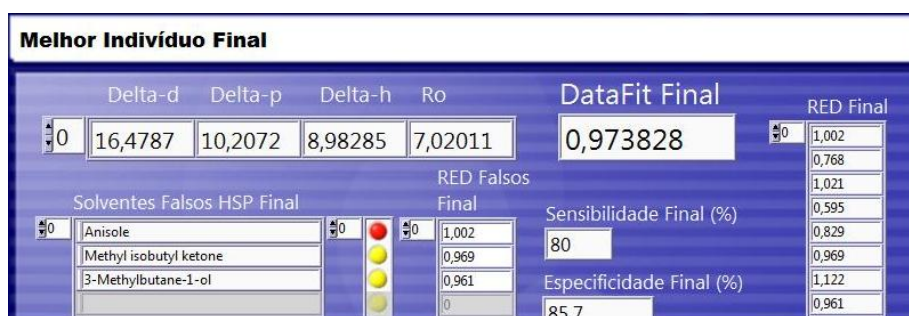 Melhor Indivíduo Final
Delta-d Delta-p Delta-h Ro
0 16,4787 10,2072 8,98285 7,02011
DataFit Final
0,973828
RED Final
0 1,002
0,768
1,021
0,595
0,829
0,969
1,122
0,961
Solventes Falsos HSP Final
0 Anisole
Methyl isobutyl ketone
3-Methylbutane-1-ol
0
RED Falsos
Final
0 1,002
0,969
0,961
0
Sensibilidade Final (%)
80
Especificidade Final (%)
85,7